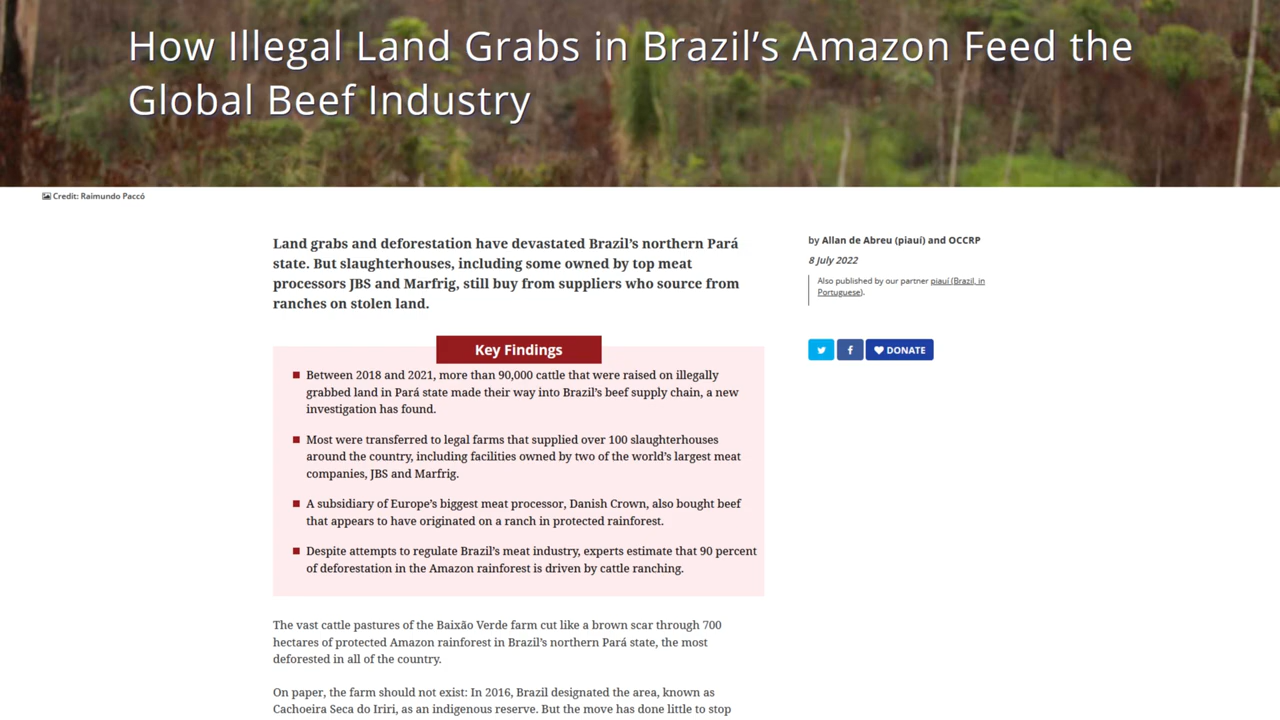 How Illegal Land Grabs in Brazil’s Amazon Feed the
Global Beef Industry
Credit: Raimundo Paccó
Land grabs and deforestation have devastated Brazil’s northern Pará
state. But slaughterhouses, including some owned by top meat
processors JBS and Marfrig, still buy from suppliers who source from
ranches on stolen land.
by Allan de Abreu (piauí) and OCCRP
8 July 2022
Also published by our partner piauí (Brazil, in
Portuguese).
DONATE
Key Findings
Between 2018 and 2021, more than 90,000 cattle that were raised on illegally
grabbed land in Pará state made their way into Brazil’s beef supply chain, a new
investigation has found.
Most were transferred to legal farms that supplied over 100 slaughterhouses
around the country, including facilities owned by two of the world’s largest meat
companies, JBS and Marfrig.
A subsidiary of Europe’s biggest meat processor, Danish Crown, also bought beef
that appears to have originated on a ranch in protected rainforest.
Despite attempts to regulate Brazil’s meat industry, experts estimate that 90 percent
of deforestation in the Amazon rainforest is driven by cattle ranching.
The vast cattle pastures of the Baixão Verde farm cut like a brown scar through 700
hectares of protected Amazon rainforest in Brazil’s northern Pará state, the most
deforested in all of the country.
On paper, the farm should not exist: In 2016, Brazil designated the area, known as
Cachoeira Seca do Iriri, as an indigenous reserve. But the move has done little to stop